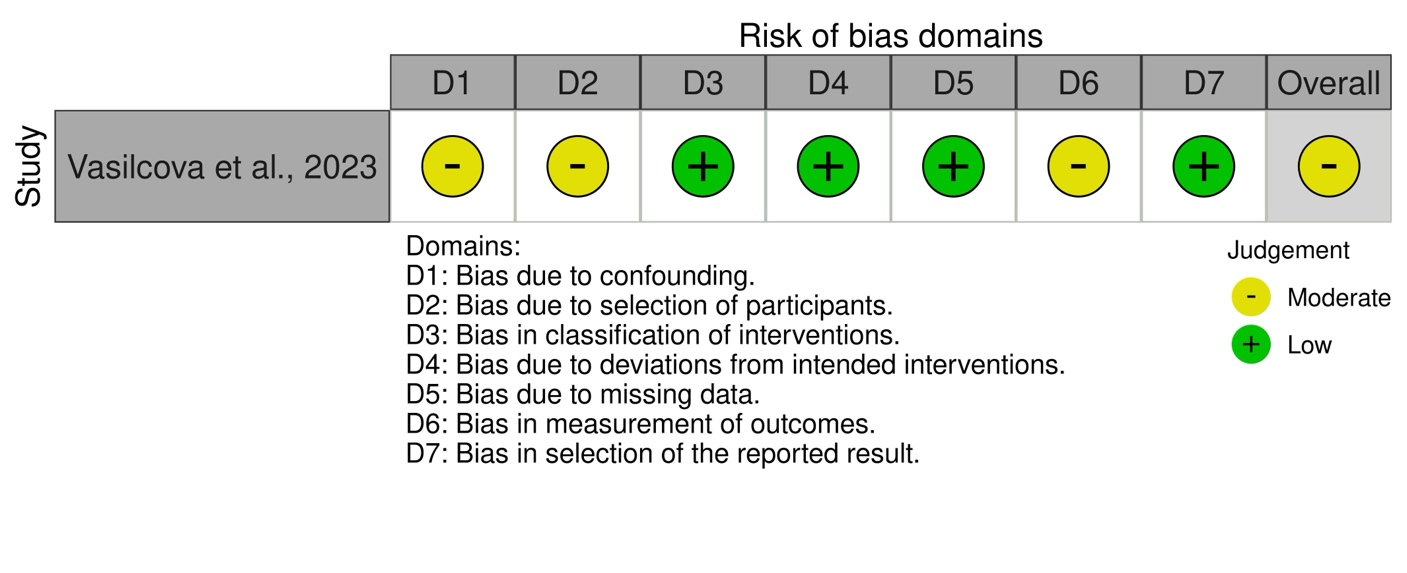 Risk of bias domains
D1 D2 D3 D4 D5 D6 D7 Overall
Study
Vasilcova et al., 2023 - - + + + - + -
Domains:
D1: Bias due to confounding.
D2: Bias due to selection of participants.
D3: Bias in classification of interventions.
D4: Bias due to deviations from intended interventions.
D5: Bias due to missing data.
D6: Bias in measurement of outcomes.
D7: Bias in selection of the reported result.
Judgement
- Moderate
+ Low